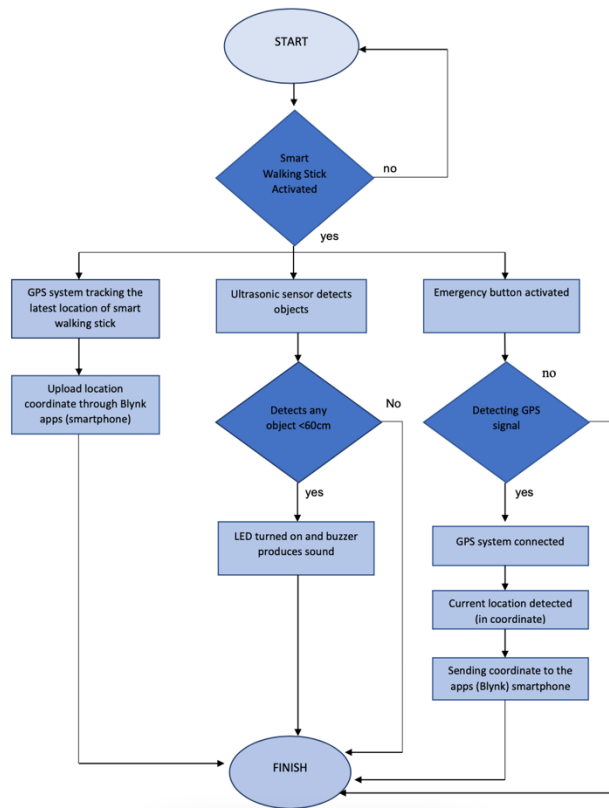 START
Smart
Walking Stick
Activated
no
yes
GPS system tracking the
latest location of smart
walking stick
Ultrasonic sensor detects
objects
Emergency button activated
Upload location
coordinate through Blynk
apps (smartphone)
Detects any
object <60cm
No
yes
no
Detecting GPS
signal
yes
LED turned on and buzzer
produces sound
GPS system connected
Current location detected
(in coordinate)
Sending coordinate to the
apps (Blynk) smartphone
FINISH